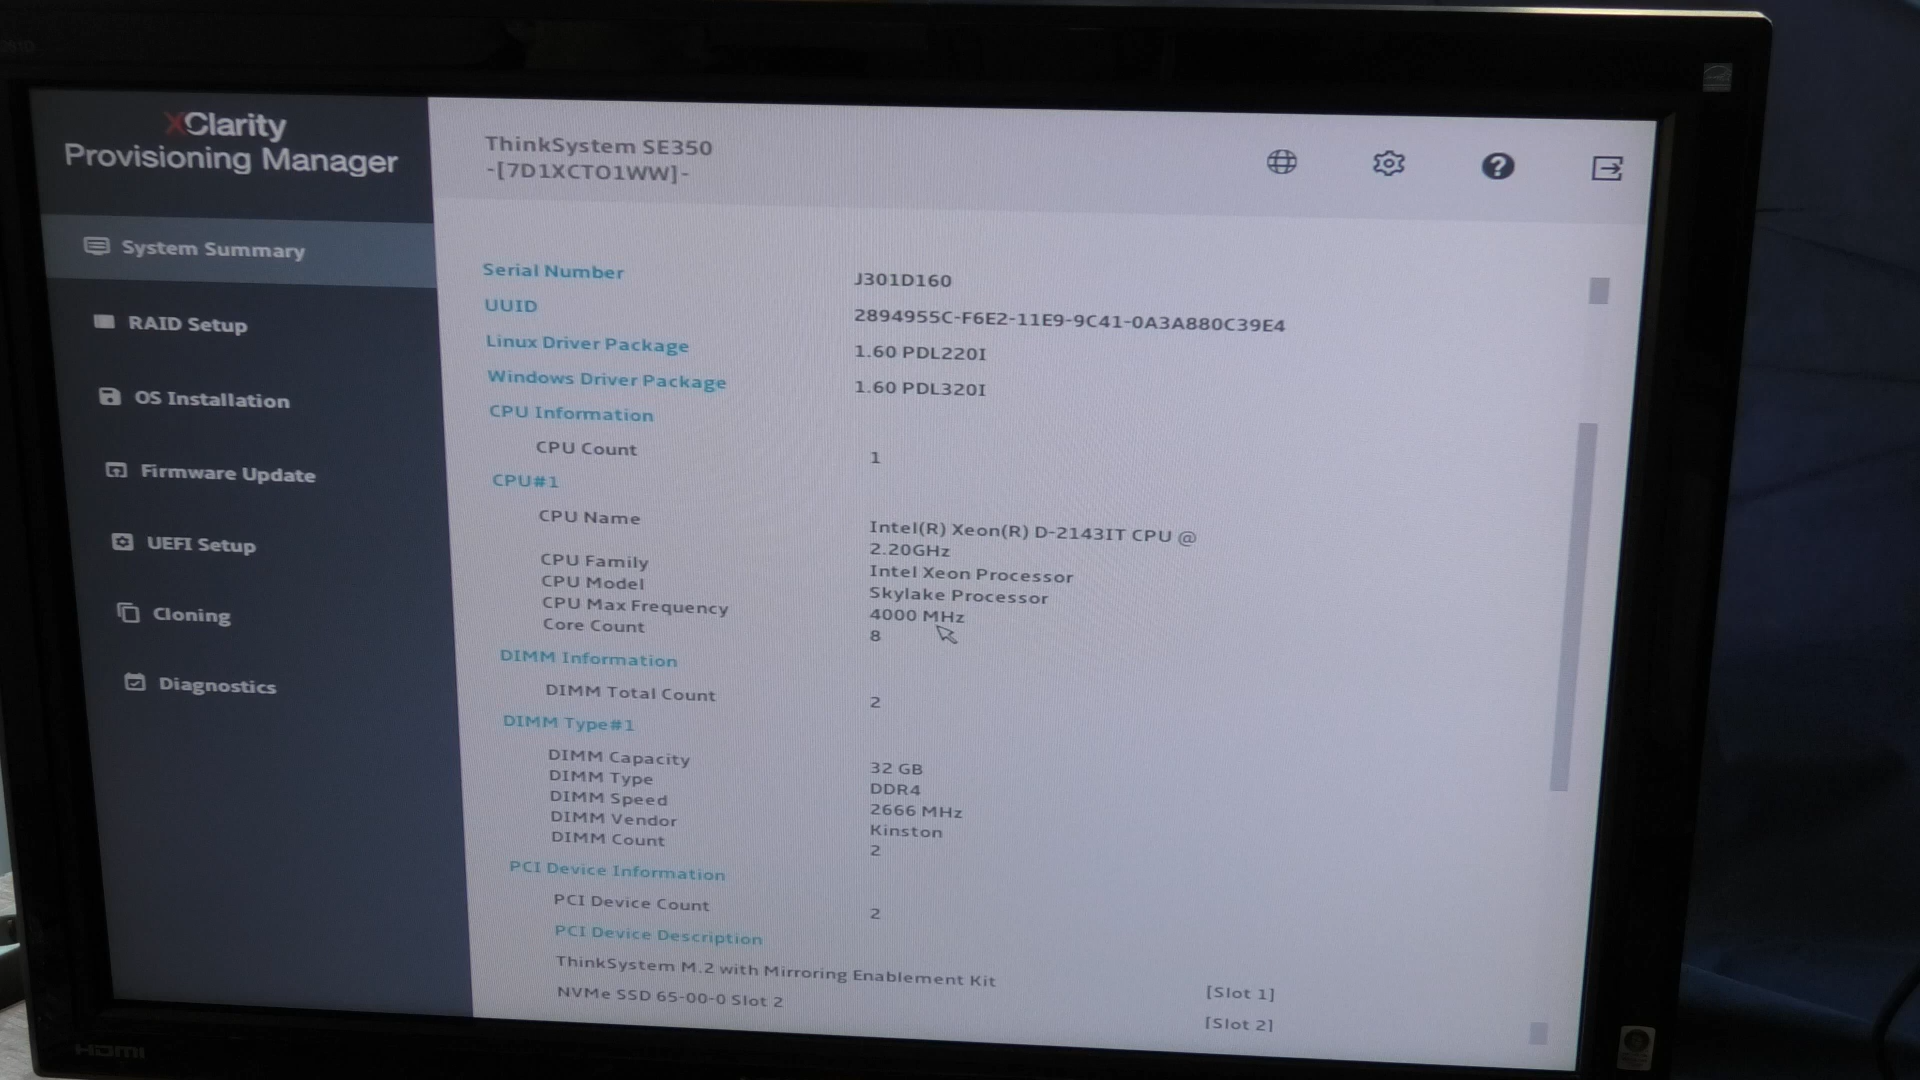 XClarity
Provisioning Manager
ThinkSystem SE350
-[7D1XCTO1WW]-
System Summary
RAID Setup
OS Installation
Firmware Update
UEFI Setup
Cloning
Diagnostics
Serial Number J301D160
UUID 2894955C-F6E2-11E9-9C41-0A3A880C39E4
Linux Driver Package 1.60 PDL220I
Windows Driver Package 1.60 PDL320I
CPU Information
CPU Count 1
CPU#1
CPU Name Intel(R) Xeon(R) D-2143IT CPU @
2.20GHz
CPU Family Intel Xeon Processor
CPU Model Skylake Processor
CPU Max Frequency 4000 MHz
Core Count 8
DIMM Information
DIMM Total Count 2
DIMM Type#1
DIMM Capacity 32 GB
DIMM Type DDR4
DIMM Speed 2666 MHz
DIMM Vendor Kinston
DIMM Count 2
PCI Device Information
PCI Device Count 2
PCI Device Description
ThinkSystem M.2 with Mirroring Enablement Kit [Slot 1]
NVMe SSD 65-00-0 Slot 2 [Slot 2]
HDMI